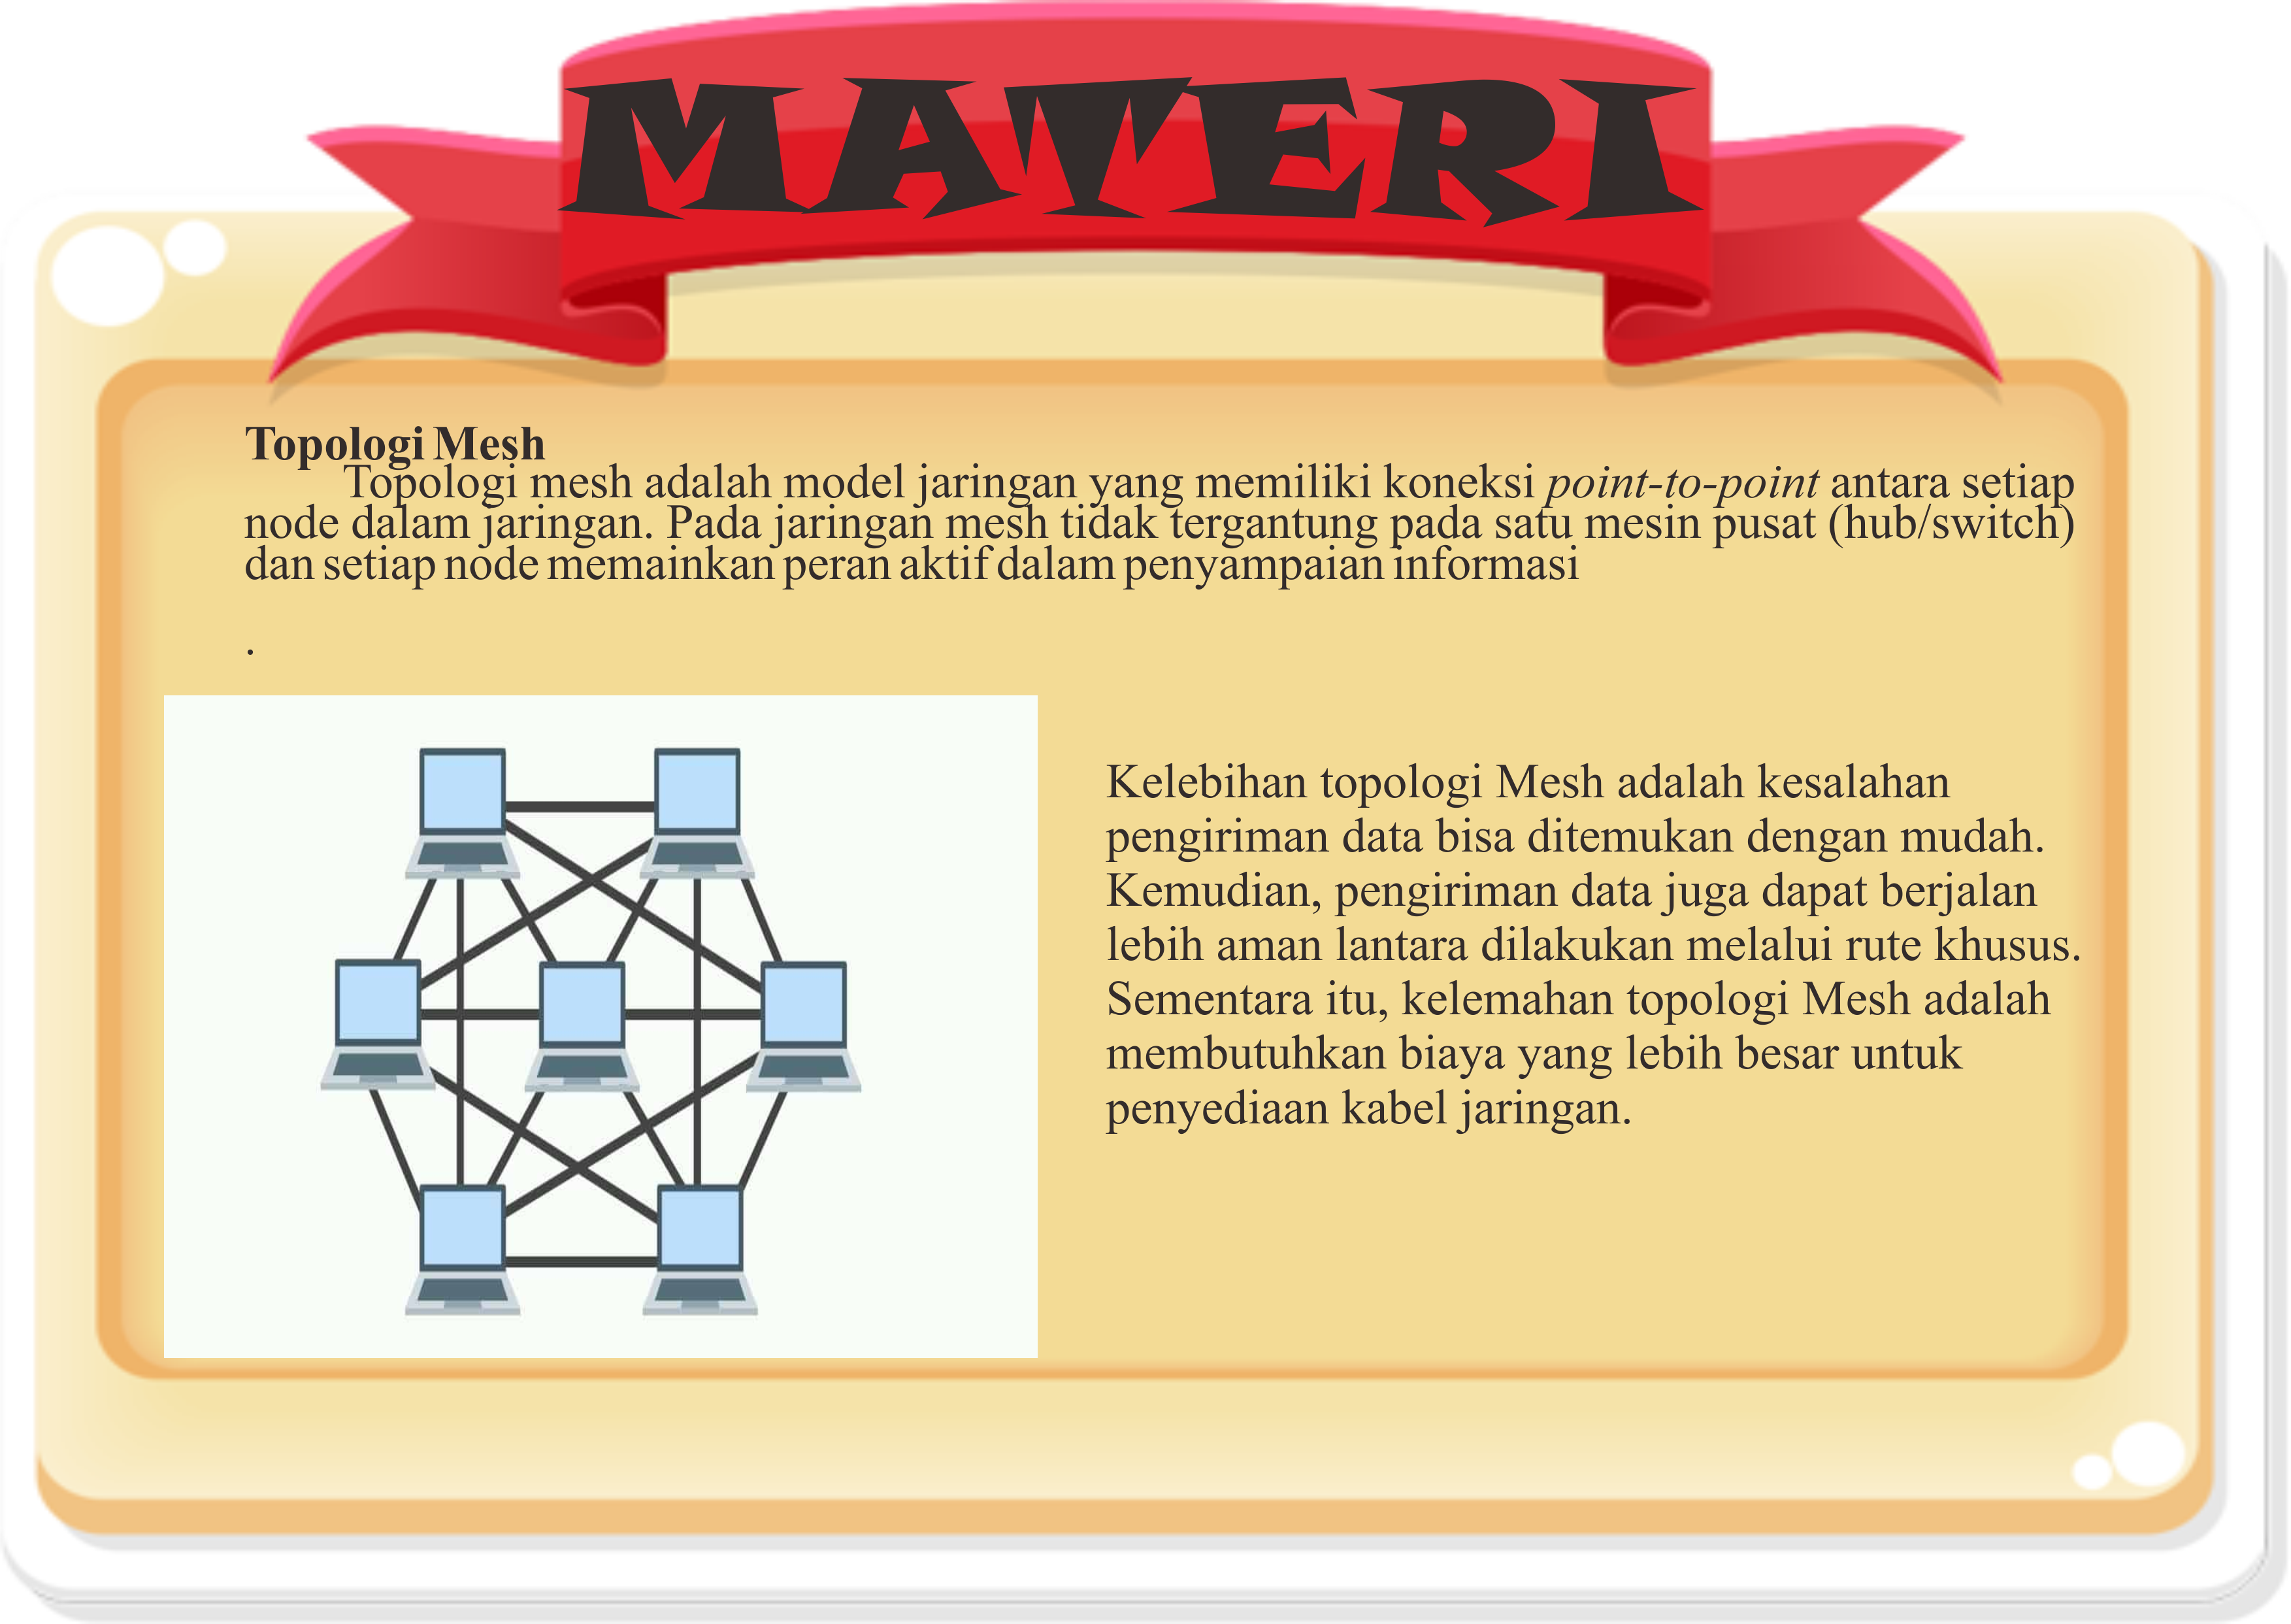 MATERI
Topologi Mesh
Topologi mesh adalah model jaringan yang memiliki koneksi point-to-point antara setiap
node dalam jaringan. Pada jaringan mesh tidak tergantung pada satu mesin pusat (hub/switch)
dan setiap node memainkan peran aktif dalam penyampaian informasi
.
Kelebihan topologi Mesh adalah kesalahan
pengiriman data bisa ditemukan dengan mudah.
Kemudian, pengiriman data juga dapat berjalan
lebih aman lantara dilakukan melalui rute khusus.
Sementara itu, kelemahan topologi Mesh adalah
membutuhkan biaya yang lebih besar untuk
penyediaan kabel jaringan.